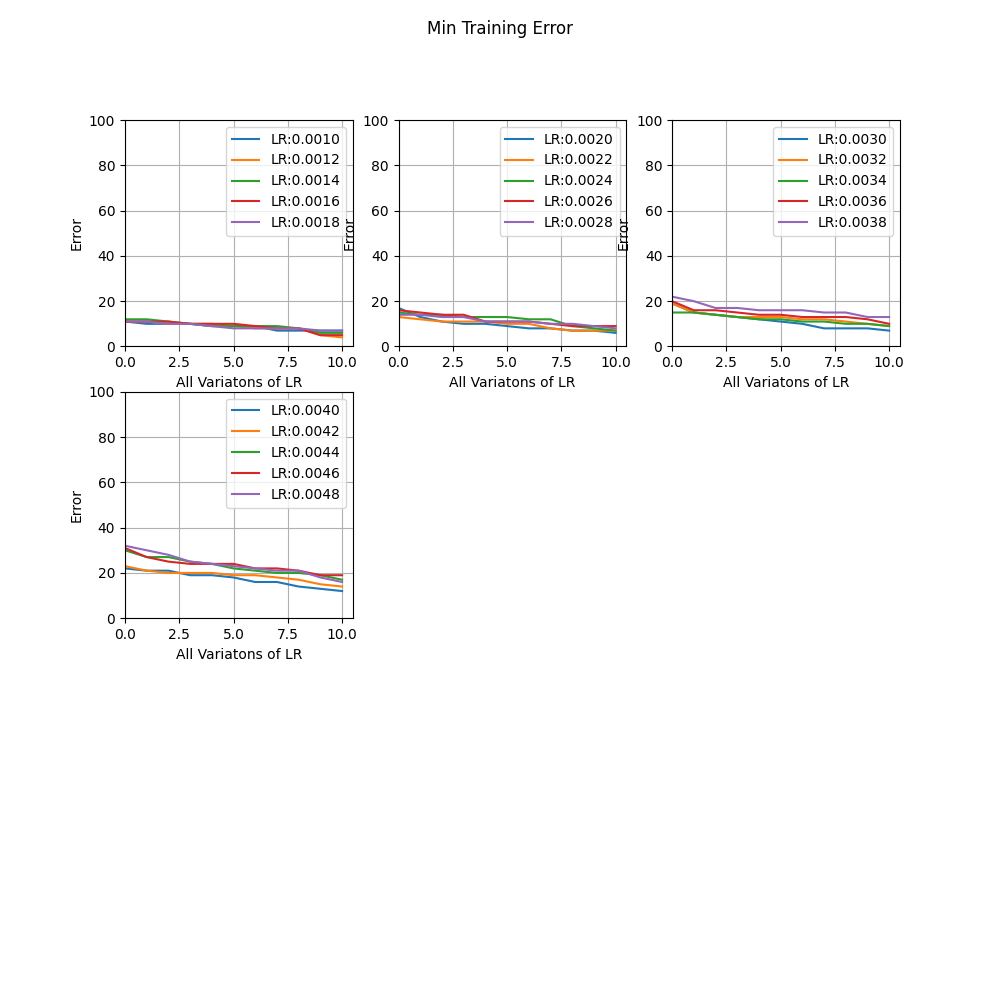 Min Training Error
100
80
60
40
20
0
Error
LR:0.0010
LR:0.0012
LR:0.0014
LR:0.0016
LR:0.0018
0.0 2.5 5.0 7.5 10.0
All Variatons of LR
100
80
60
40
20
0
Error
LR:0.0020
LR:0.0022
LR:0.0024
LR:0.0026
LR:0.0028
0.0 2.5 5.0 7.5 10.0
All Variatons of LR
100
80
60
40
20
0
Error
LR:0.0030
LR:0.0032
LR:0.0034
LR:0.0036
LR:0.0038
0.0 2.5 5.0 7.5 10.0
All Variatons of LR
100
80
60
40
20
0
Error
LR:0.0040
LR:0.0042
LR:0.0044
LR:0.0046
LR:0.0048
0.0 2.5 5.0 7.5 10.0
All Variatons of LR